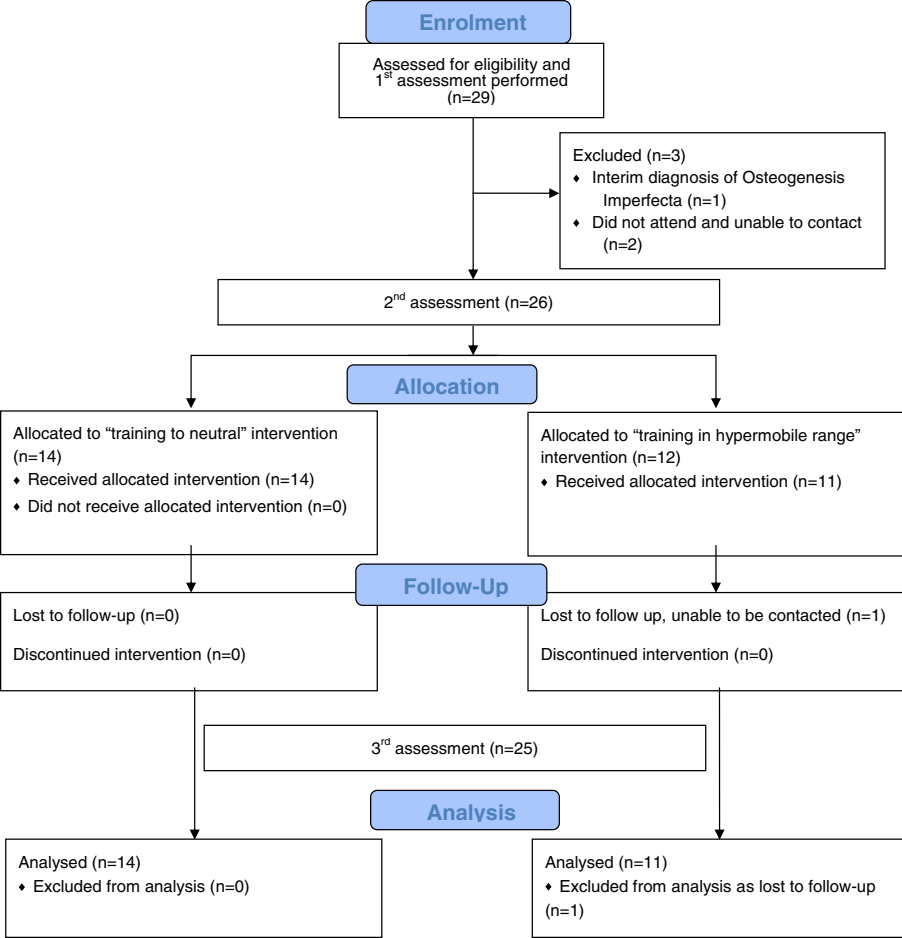 Enrolment
Assessed for eligibility and
1st assessment performed
(n=29)
Excluded (n=3)
♦ Interim diagnosis of Osteogenesis
Imperfecta (n=1)
♦ Did not attend and unable to contact
(n=2)
2nd assessment (n=26)
Allocation
Allocated to “training to neutral” intervention
(n=14)
♦ Received allocated intervention (n=14)
♦ Did not receive allocated intervention (n=0)
Allocated to “training in hypermobile range”
intervention (n=12)
♦ Received allocated intervention (n=11)
Follow-Up
Lost to follow-up (n=0)
Discontinued intervention (n=0)
Lost to follow up, unable to be contacted (n=1)
Discontinued intervention (n=0)
3rd assessment (n=25)
Analysis
Analysed (n=14)
♦ Excluded from analysis (n=0)
Analysed (n=11)
♦ Excluded from analysis as lost to follow-up
(n=1)